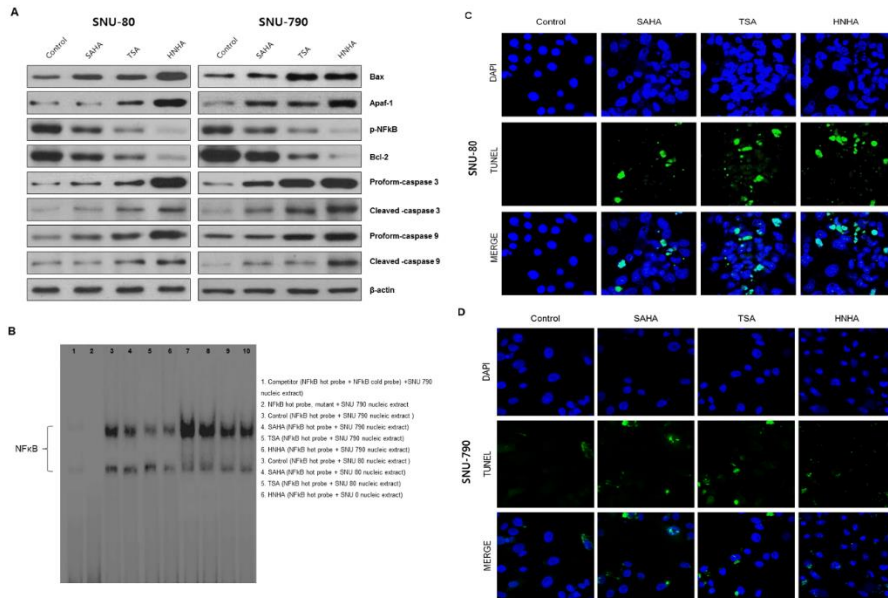 A
SNU-80
SNU-790
Control
SAHA
TSA
HNHA
Control
SAHA
TSA
HNHA
Bax
Apaf-1
p-NFkB
Bcl-2
Proform-caspase 3
Cleaved -caspase 3
Proform-caspase 9
Cleaved -caspase 9
β-actin
B
1 2 3 4 5 6 7 8 9 10
NFκB
1. Competitor (NFkB hot probe + NFkB cold probe) +SNU 790
nucleic extract)
2. NFkB hot probe, mutant + SNU 790 nucleic extract)
3. Control (NFkB hot probe + SNU 790 nucleic extract )
4. SAHA (NFkB hot probe + SNU 790 nucleic extract)
5. TSA (NFkB hot probe + SNU 790 nucleic extract)
6. HNHA (NFkB hot probe + SNU 790 nucleic extract)
3. Control (NFkB hot probe + SNU 80 nucleic extract)
4. SAHA (NFkB hot probe + SNU 80 nucleic extract)
5. TSA (NFkB hot probe + SNU 80 nucleic extract)
6. HNHA (NFkB hot probe + SNU 8 nucleic extract)
C
Control SAHA TSA HNHA
SNU-80
DAPI
TUNEL
MERGE
D
Control SAHA TSA HNHA
SNU-790
DAPI
TUNEL
MERGE